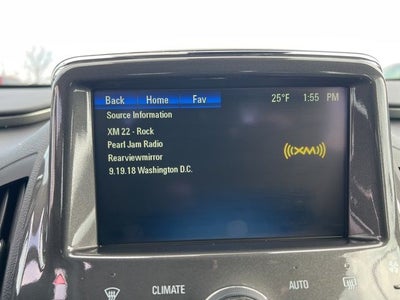 Back Home Fav 25°F 1:55 PM
Source Information
XM 22 - Rock
Pearl Jam Radio
Rearviewmirror
9.19.18 Washington D.C.
((XM))
CLIMATE AUTO